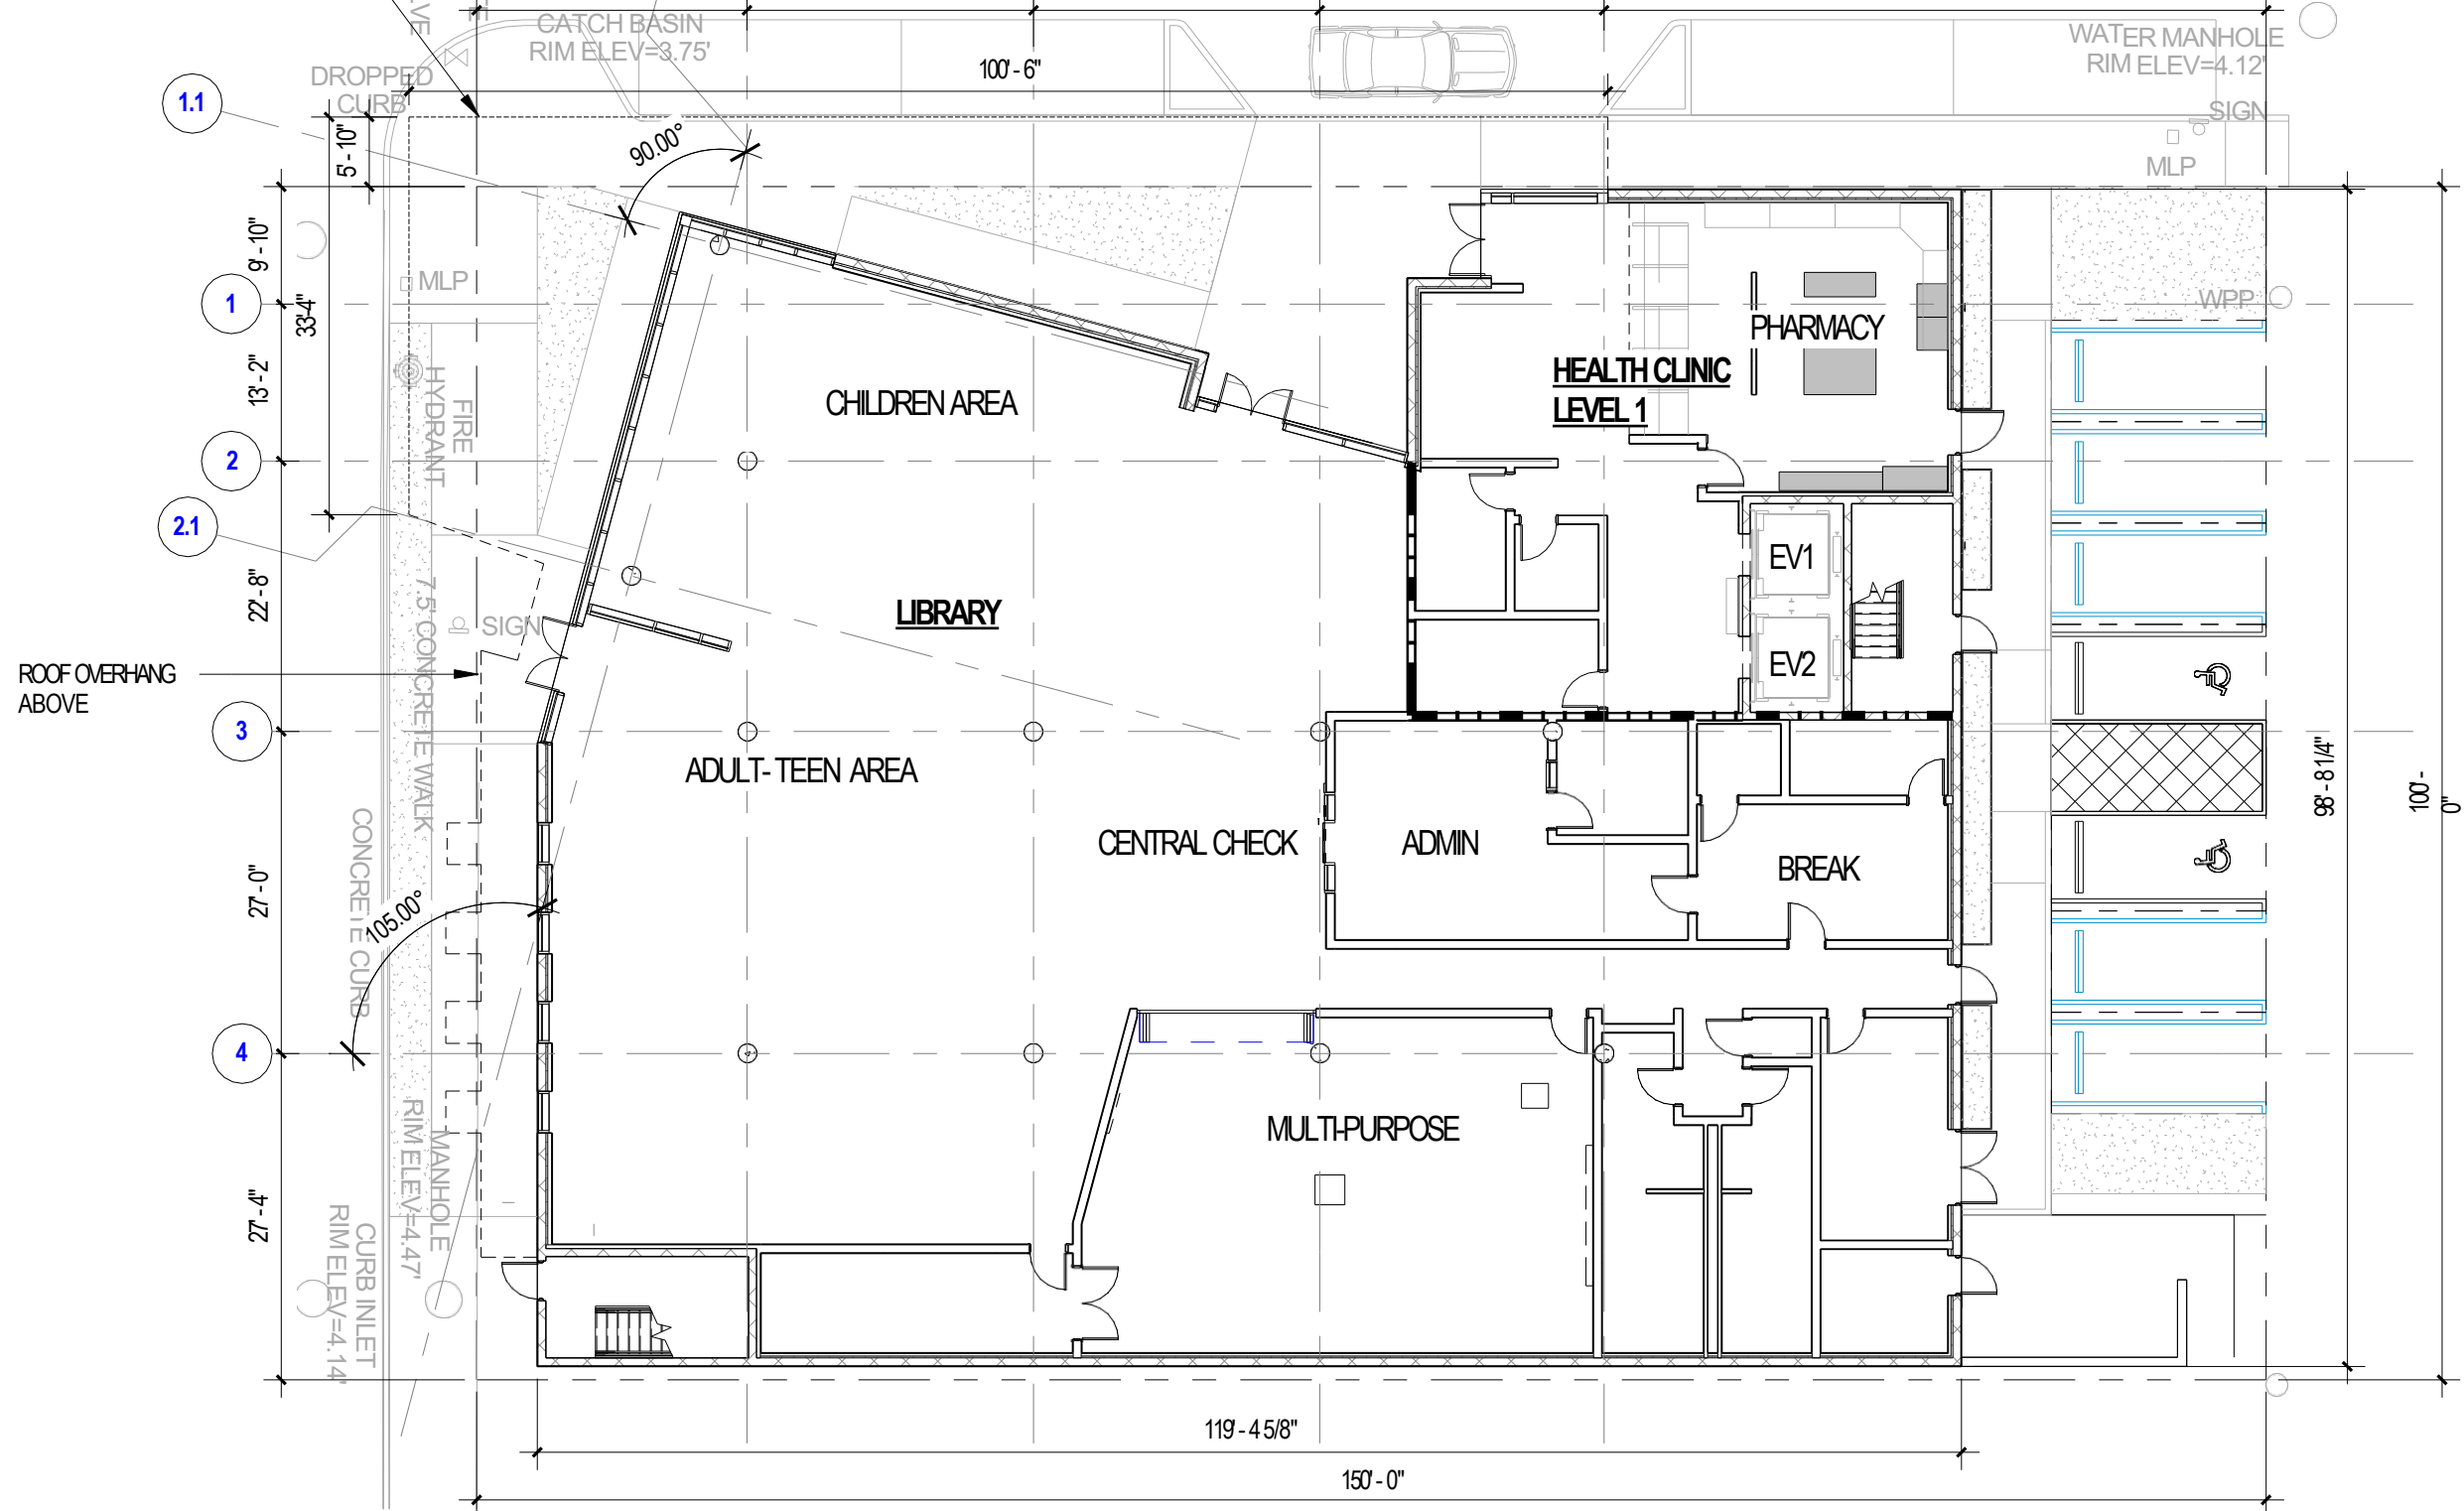 VE
E
CATCH BASIN
RIM ELEV=3.75'
WATER MANHOLE
RIM ELEV=4.12'
DROPPED
CURB
100' - 6"
SIGN
1.1
5' - 10"
90.00°
MLP
9' - 10"
MLP
1
33'-4"
WPP
PHARMACY
HEALTH CLINIC
LEVEL 1
13' - 2"
FIRE
HYDRANT
CHILDREN AREA
2
2.1
EV1
22' - 8"
LIBRARY
SIGN
7.5' CONCRETE WALK
ROOF OVERHANG
ABOVE
EV2
3
ADULT- TEEN AREA
98' - 8 1/4"
100' -
0"
CENTRAL CHECK
ADMIN
BREAK
27' - 0"
105.00°
CONCRETE CURB
4
MULTI-PURPOSE
MANHOLE
RIM ELEV=4.47'
27' - 4"
CURB INLET
RIM ELEV=4.14'
119' - 4 5/8"
150' - 0"